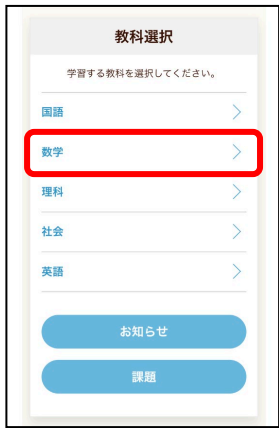 教科選択
学習する教科を選択してください。
国語
数学
理科
社会
英語
お知らせ
課題